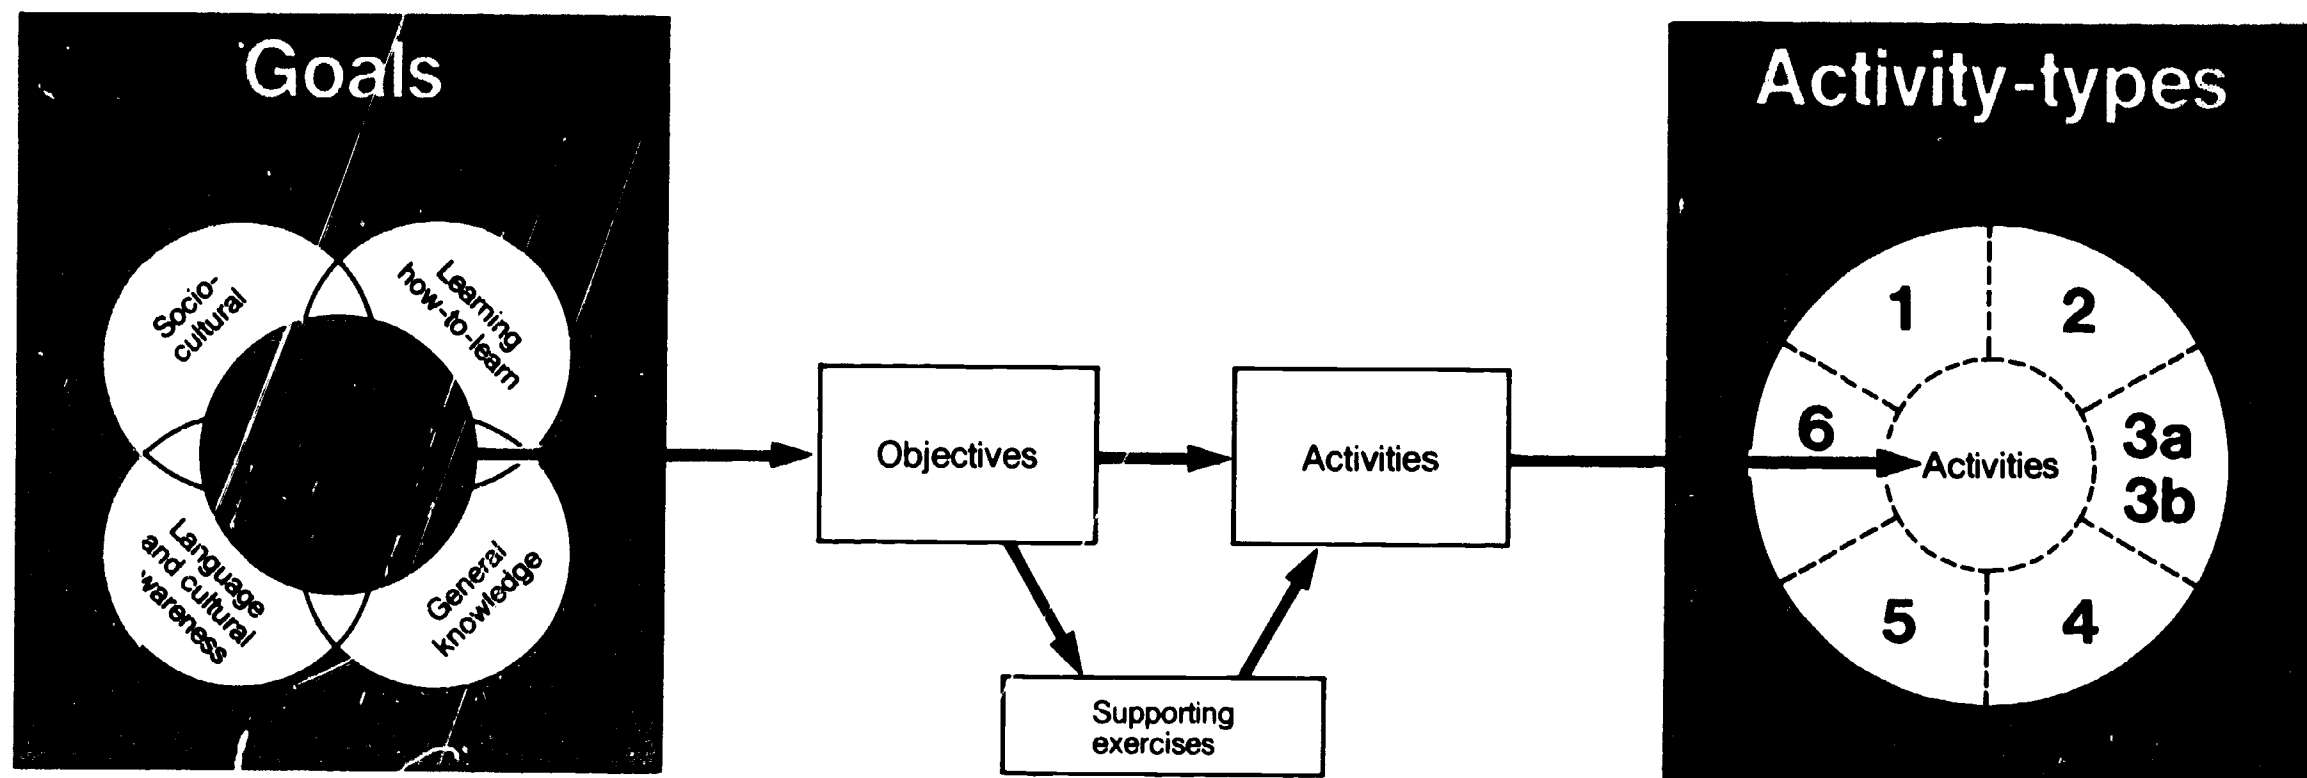 Goals
Socio-
cultural
Learning
how-to-learn
Language
and cultural
wareness
General
knowledge
Objectives
Activities
Supporting
exercises
Activity-types
1
2
3a
3b
4
5
6
Activities